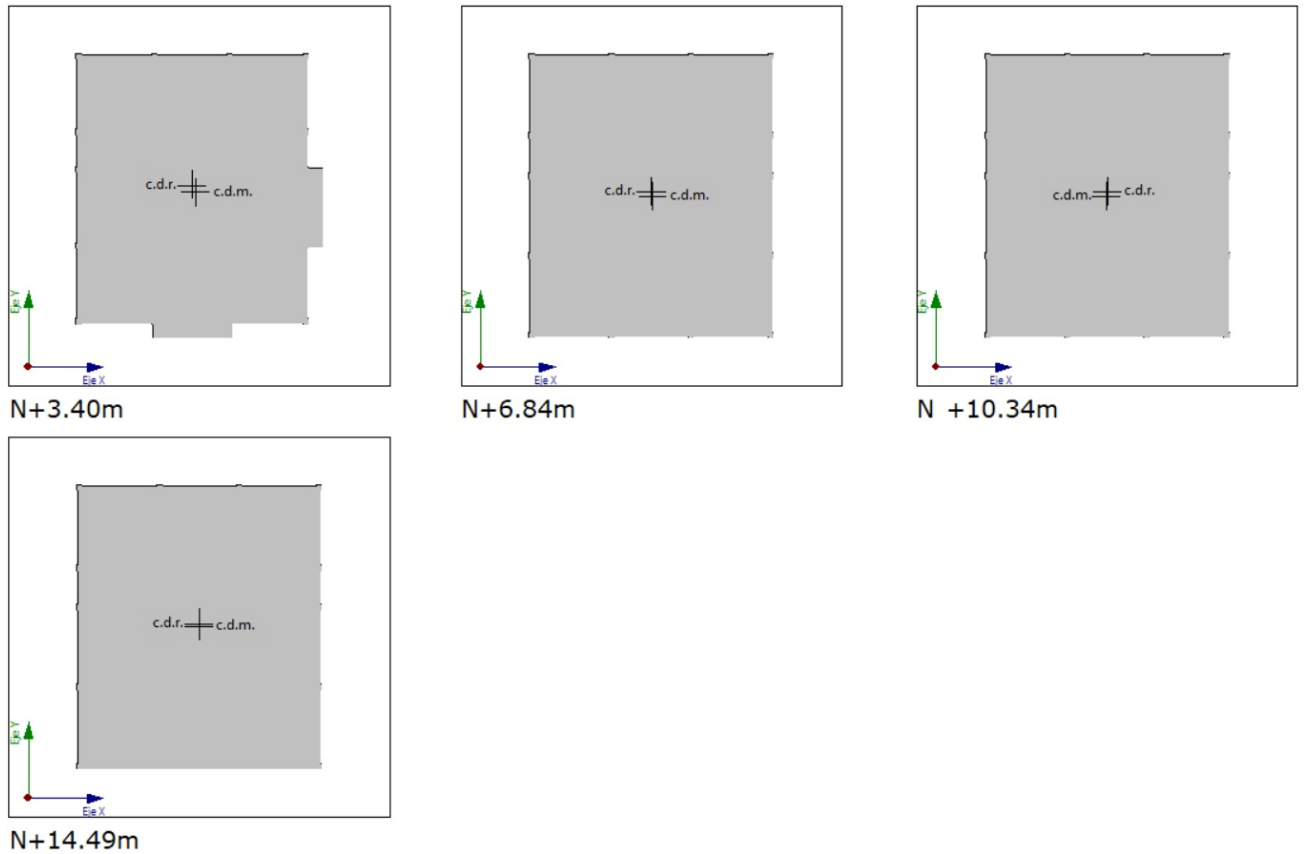 c.d.r.
c.d.m.
Eje Y
Eje X
N+3.40m
c.d.r.
c.d.m.
Eje Y
Eje X
N+6.84m
c.d.m.
c.d.r.
Eje Y
Eje X
N +10.34m
c.d.r.
c.d.m.
Eje Y
Eje X
N+14.49m